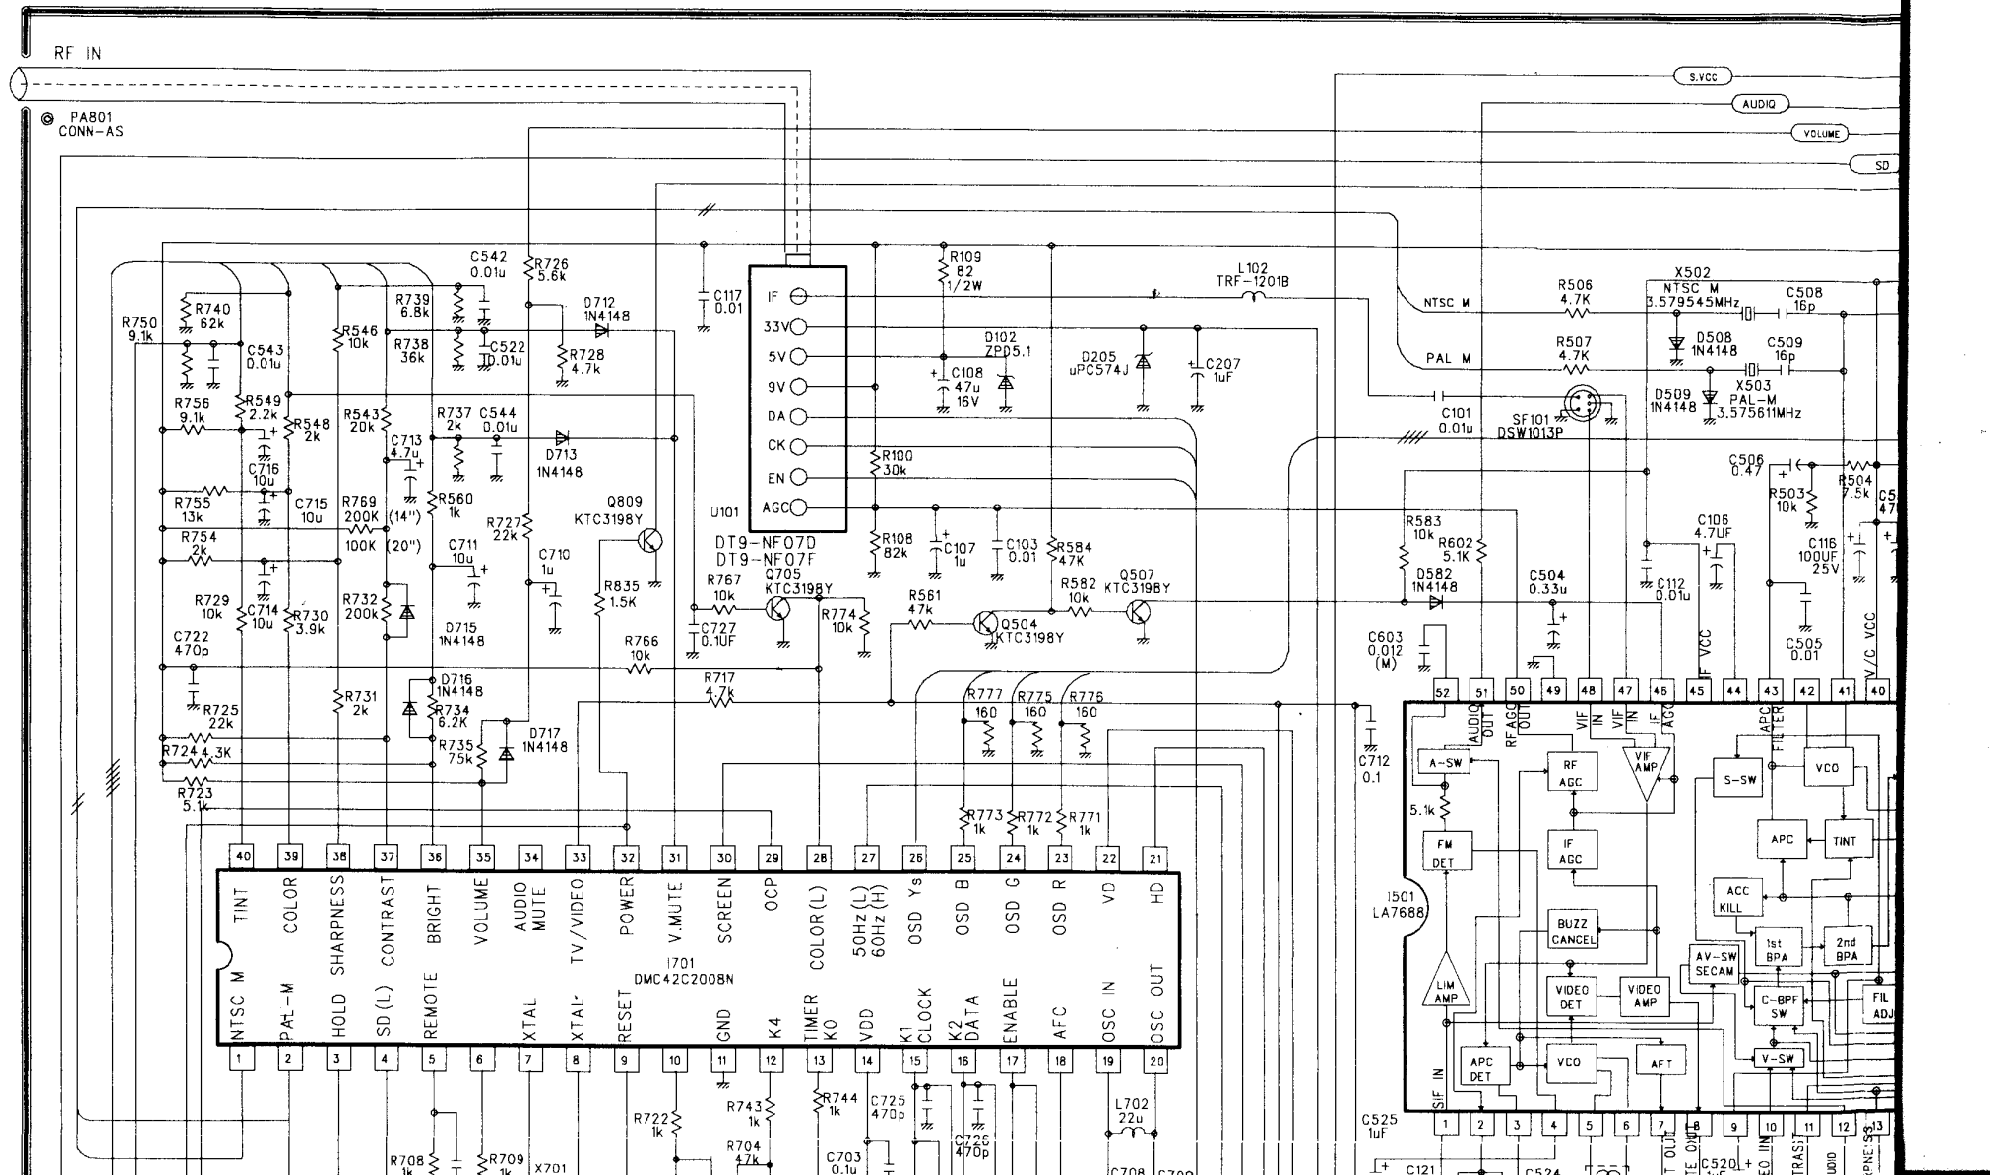 RF IN
S.VCC
AUDIO
PA801
CONN-AS
VOLUME
SD
C542
0.01u
R726
5.6k
R109
82
1/2W
L102
TRF-1201B
X502
NTSC M
3.579545MHz
R506
4.7K
C508
16p
R740
62k
R739
6.8k
D712
1N4148
C117
0.01
IF
33V
5V
9V
DA
CK
EN
AGC
NTSC M
R750
9.1k
R546
10k
R738
36k
C522
0.01u
R728
4.7k
C543
0.01u
D102
ZPD5.1
D205
uPC574J
C207
1uF
C108
47u
16V
PAL M
R507
4.7K
D508
1N4148
C509
16p
D509
1N4148
X503
PAL-M
3.575611MHz
R756
9.1k
R549
2.2k
R548
2k
R543
20k
R737
2k
C544
0.01u
C101
0.01u
SF101
DSW1013P
C713
4.7u
D713
1N4148
R100
30k
C716
10u
C506
0.47
R503
10k
R504
7.5k
R755
13k
C715
10u
R769
200K (14")
100K (20")
R560
1k
Q809
KTC3198Y
U101
DT9-NF07D
DT9-NF07F
R727
22k
R754
2k
R583
10k
R602
5.1K
C106
4.7UF
C116
100UF
25V
C711
10u
C710
1u
R108
82k
C107
1u
C103
0.01
R584
47K
R767
10k
Q705
KTC3198Y
R582
10k
Q507
KTC3198Y
D582
1N4148
C504
0.33u
C112
0.01u
R835
1.5K
R729
10k
C714
10u
R730
3.9k
R732
200k
D715
1N4148
C727
0.1UF
R774
10k
R561
47k
Q504
KTC3198Y
C603
0.012
(M)
IF VCC
C505
0.01
V/C VCC
C722
470p
R766
10k
D716
1N4148
R717
4.7k
R777
160
R775
160
R776
160
R731
2k
R734
6.2K
R725
22k
R724 4.3K
R735
75k
D717
1N4148
R723
5.1k
C712
0.1
52 51 50 49 48 47 46 45 44 43 42 41 40
AUDIO OUT
RF AGC OUT
VIF IN
VIF IN
IF AGC
APC FILTER
A-SW
RF AGC
VIF AMP
S-SW
VCO
5.1k
FM DET
IF AGC
APC
TINT
R773
1k
R772
1k
R771
1k
40 39 38 37 36 35 34 33 32 31 30 29 28 27 26 25 24 23 22 21
TINT
COLOR
SHARPNESS
CONTRAST
BRIGHT
VOLUME
AUDIO MUTE
TV/VIDEO
POWER
V.MUTE
SCREEN
OCP
COLOR(L)
50Hz(L)
60Hz(H)
OSD Ys
OSD B
OSD G
OSD R
VD
HD
I701
DMC42C2008N
I501
LA7688
ACC KILL
BUZZ CANCEL
1st BPA
2nd BPA
AV-SW SECAM
LIM AMP
VIDEO DET
VIDEO AMP
C-BPF SW
FIL ADJ
NTSC M
PAL-M
HOLD
SD(L)
REMOTE
XTAL
XTAL
RESET
GND
K4
TIMER
K0
VDD
K1
CLOCK
K2
DATA
ENABLE
AFC
OSC IN
OSC OUT
1 2 3 4 5 6 7 8 9 10 11 12 13 14 15 16 17 18 19 20
SIF IN
APC DET
VCO
AFT
V-SW
1 2 3 4 5 6 7 8 9 10 11 12 13
R722
1k
R743
1k
R744
1k
C725
470p
C726
470p
L702
22u
C525
1uF
R708
1k
R709
1k
X701
R704
47k
C703
0.1u
C708
C121
C524
C520